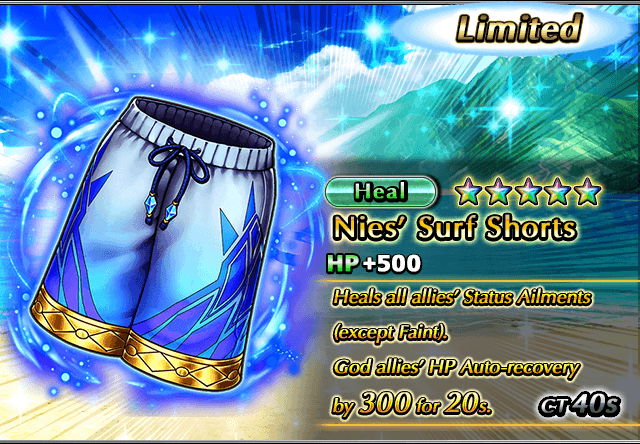 Limited
Heal
Nies' Surf Shorts
HP+500
Heals all allies' Status Ailments
(except Faint).
God allies' HP Auto-recovery
by 300 for 20s.
CT 40s